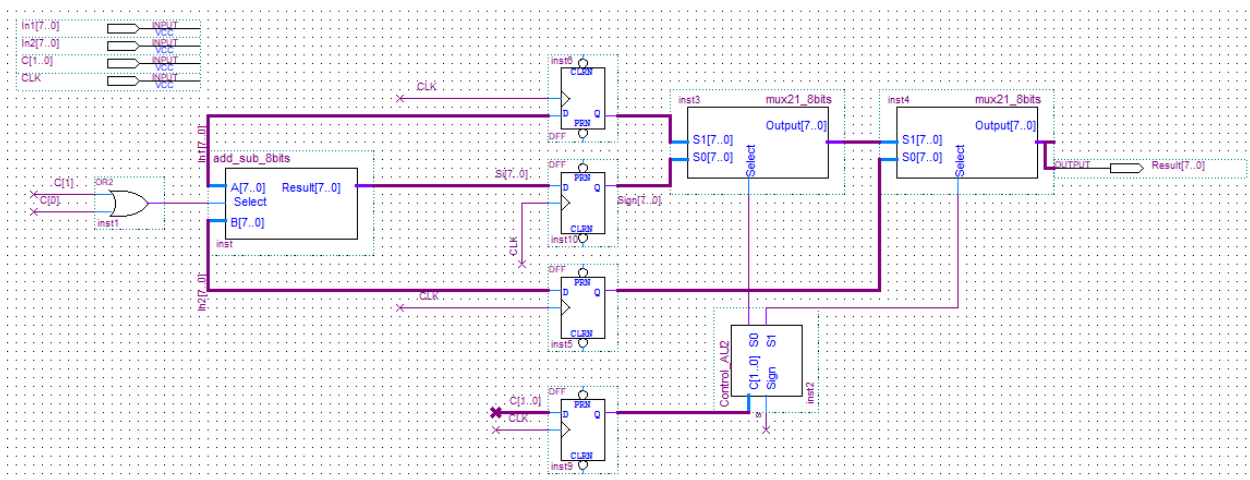 In1[7..0] INPUT VCC
In2[7..0] INPUT VCC
C[1..0] INPUT VCC
CLK INPUT VCC
inst6
CLRN
CLK
D Q
PRN
DFF
inst3 mux21_8bits
Output[7..0]
S1[7..0]
S0[7..0]
Select
inst4 mux21_8bits
Output[7..0]
S1[7..0]
S0[7..0]
Select
OUTPUT Result[7..0]
In1[7..0]
add_sub_8bits
A[7..0] Result[7..0]
Select
B[7..0]
inst
C[1]
C[0]
OR2
inst1
Si[7..0]
DFF
PRN
D Q
CLRN
inst10
CLK
Sign[7..0]
In2[7..0]
DFF
PRN
D Q
CLK
CLRN
inst5
Control_AU2
S0 S1
C[1..0] Sign
inst2
s
C[1..0]
CLK
DFF
PRN
D Q
CLRN
inst9